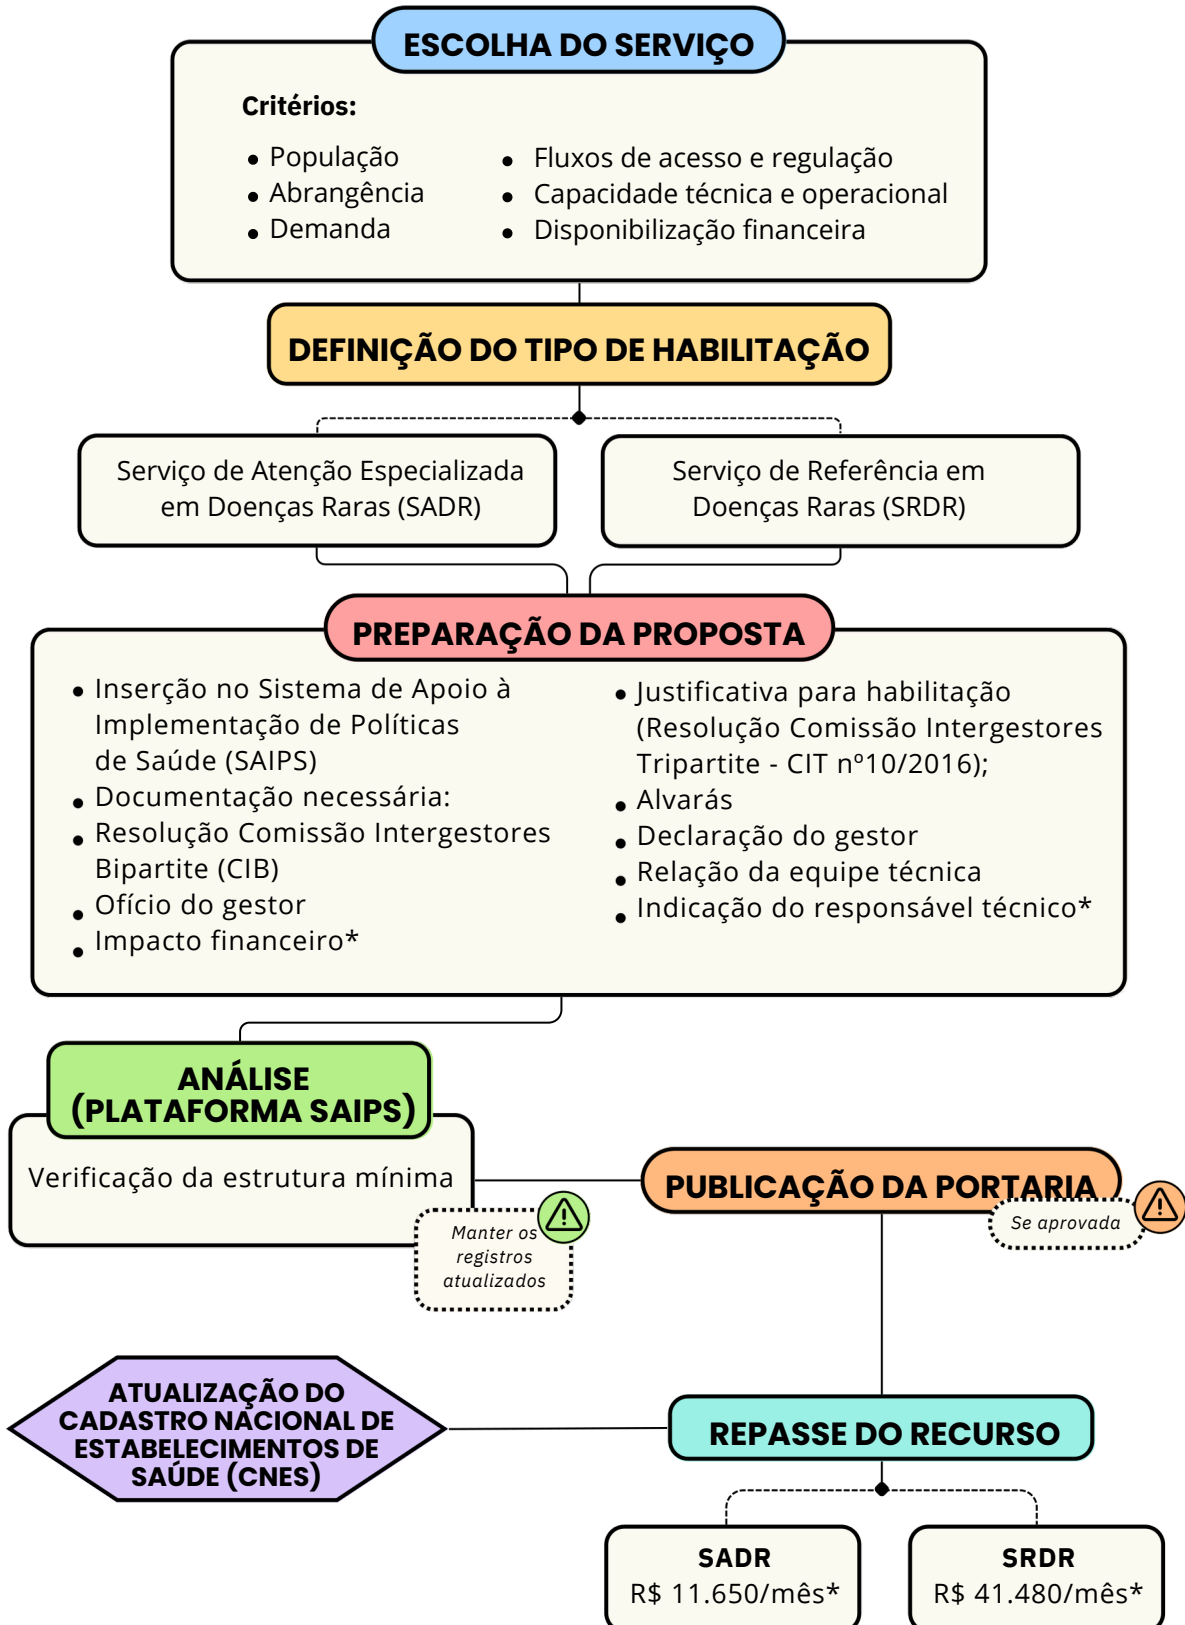 ESCOLHA DO SERVIÇO
Critérios:
• População
• Abrangência
• Demanda
• Fluxos de acesso e regulação
• Capacidade técnica e operacional
• Disponibilização financeira
DEFINIÇÃO DO TIPO DE HABILITAÇÃO
Serviço de Atenção Especializada
em Doenças Raras (SADR)
Serviço de Referência em
Doenças Raras (SRDR)
PREPARAÇÃO DA PROPOSTA
• Inserção no Sistema de Apoio à
Implementação de Políticas
de Saúde (SAIPS)
• Documentação necessária:
• Resolução Comissão Intergestores
Bipartite (CIB)
• Ofício do gestor
• Impacto financeiro*
• Justificativa para habilitação
(Resolução Comissão Intergestores
Tripartite - CIT nº10/2016);
• Alvarás
• Declaração do gestor
• Relação da equipe técnica
• Indicação do responsável técnico*
ANÁLISE
(PLATAFORMA SAIPS)
Verificação da estrutura mínima
Manter os
registros
atualizados
PUBLICAÇÃO DA PORTARIA
Se aprovada
ATUALIZAÇÃO DO
CADASTRO NACIONAL DE
ESTABELECIMENTOS DE
SAÚDE (CNES)
REPASSE DO RECURSO
SADR
R$ 11.650/mês*
SRDR
R$ 41.480/mês*